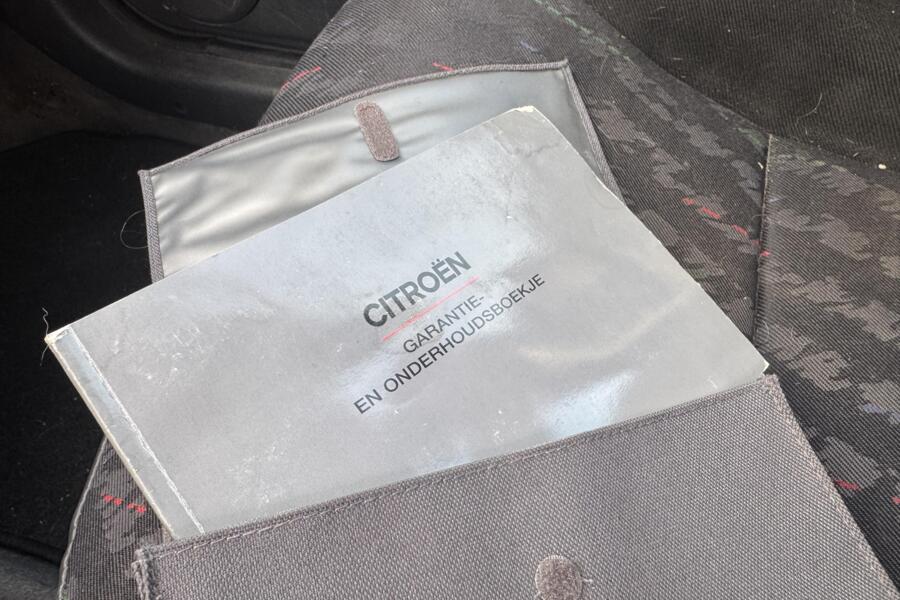 CITROËN
GARANTIE-
EN ONDERHOUDSBOEKJE